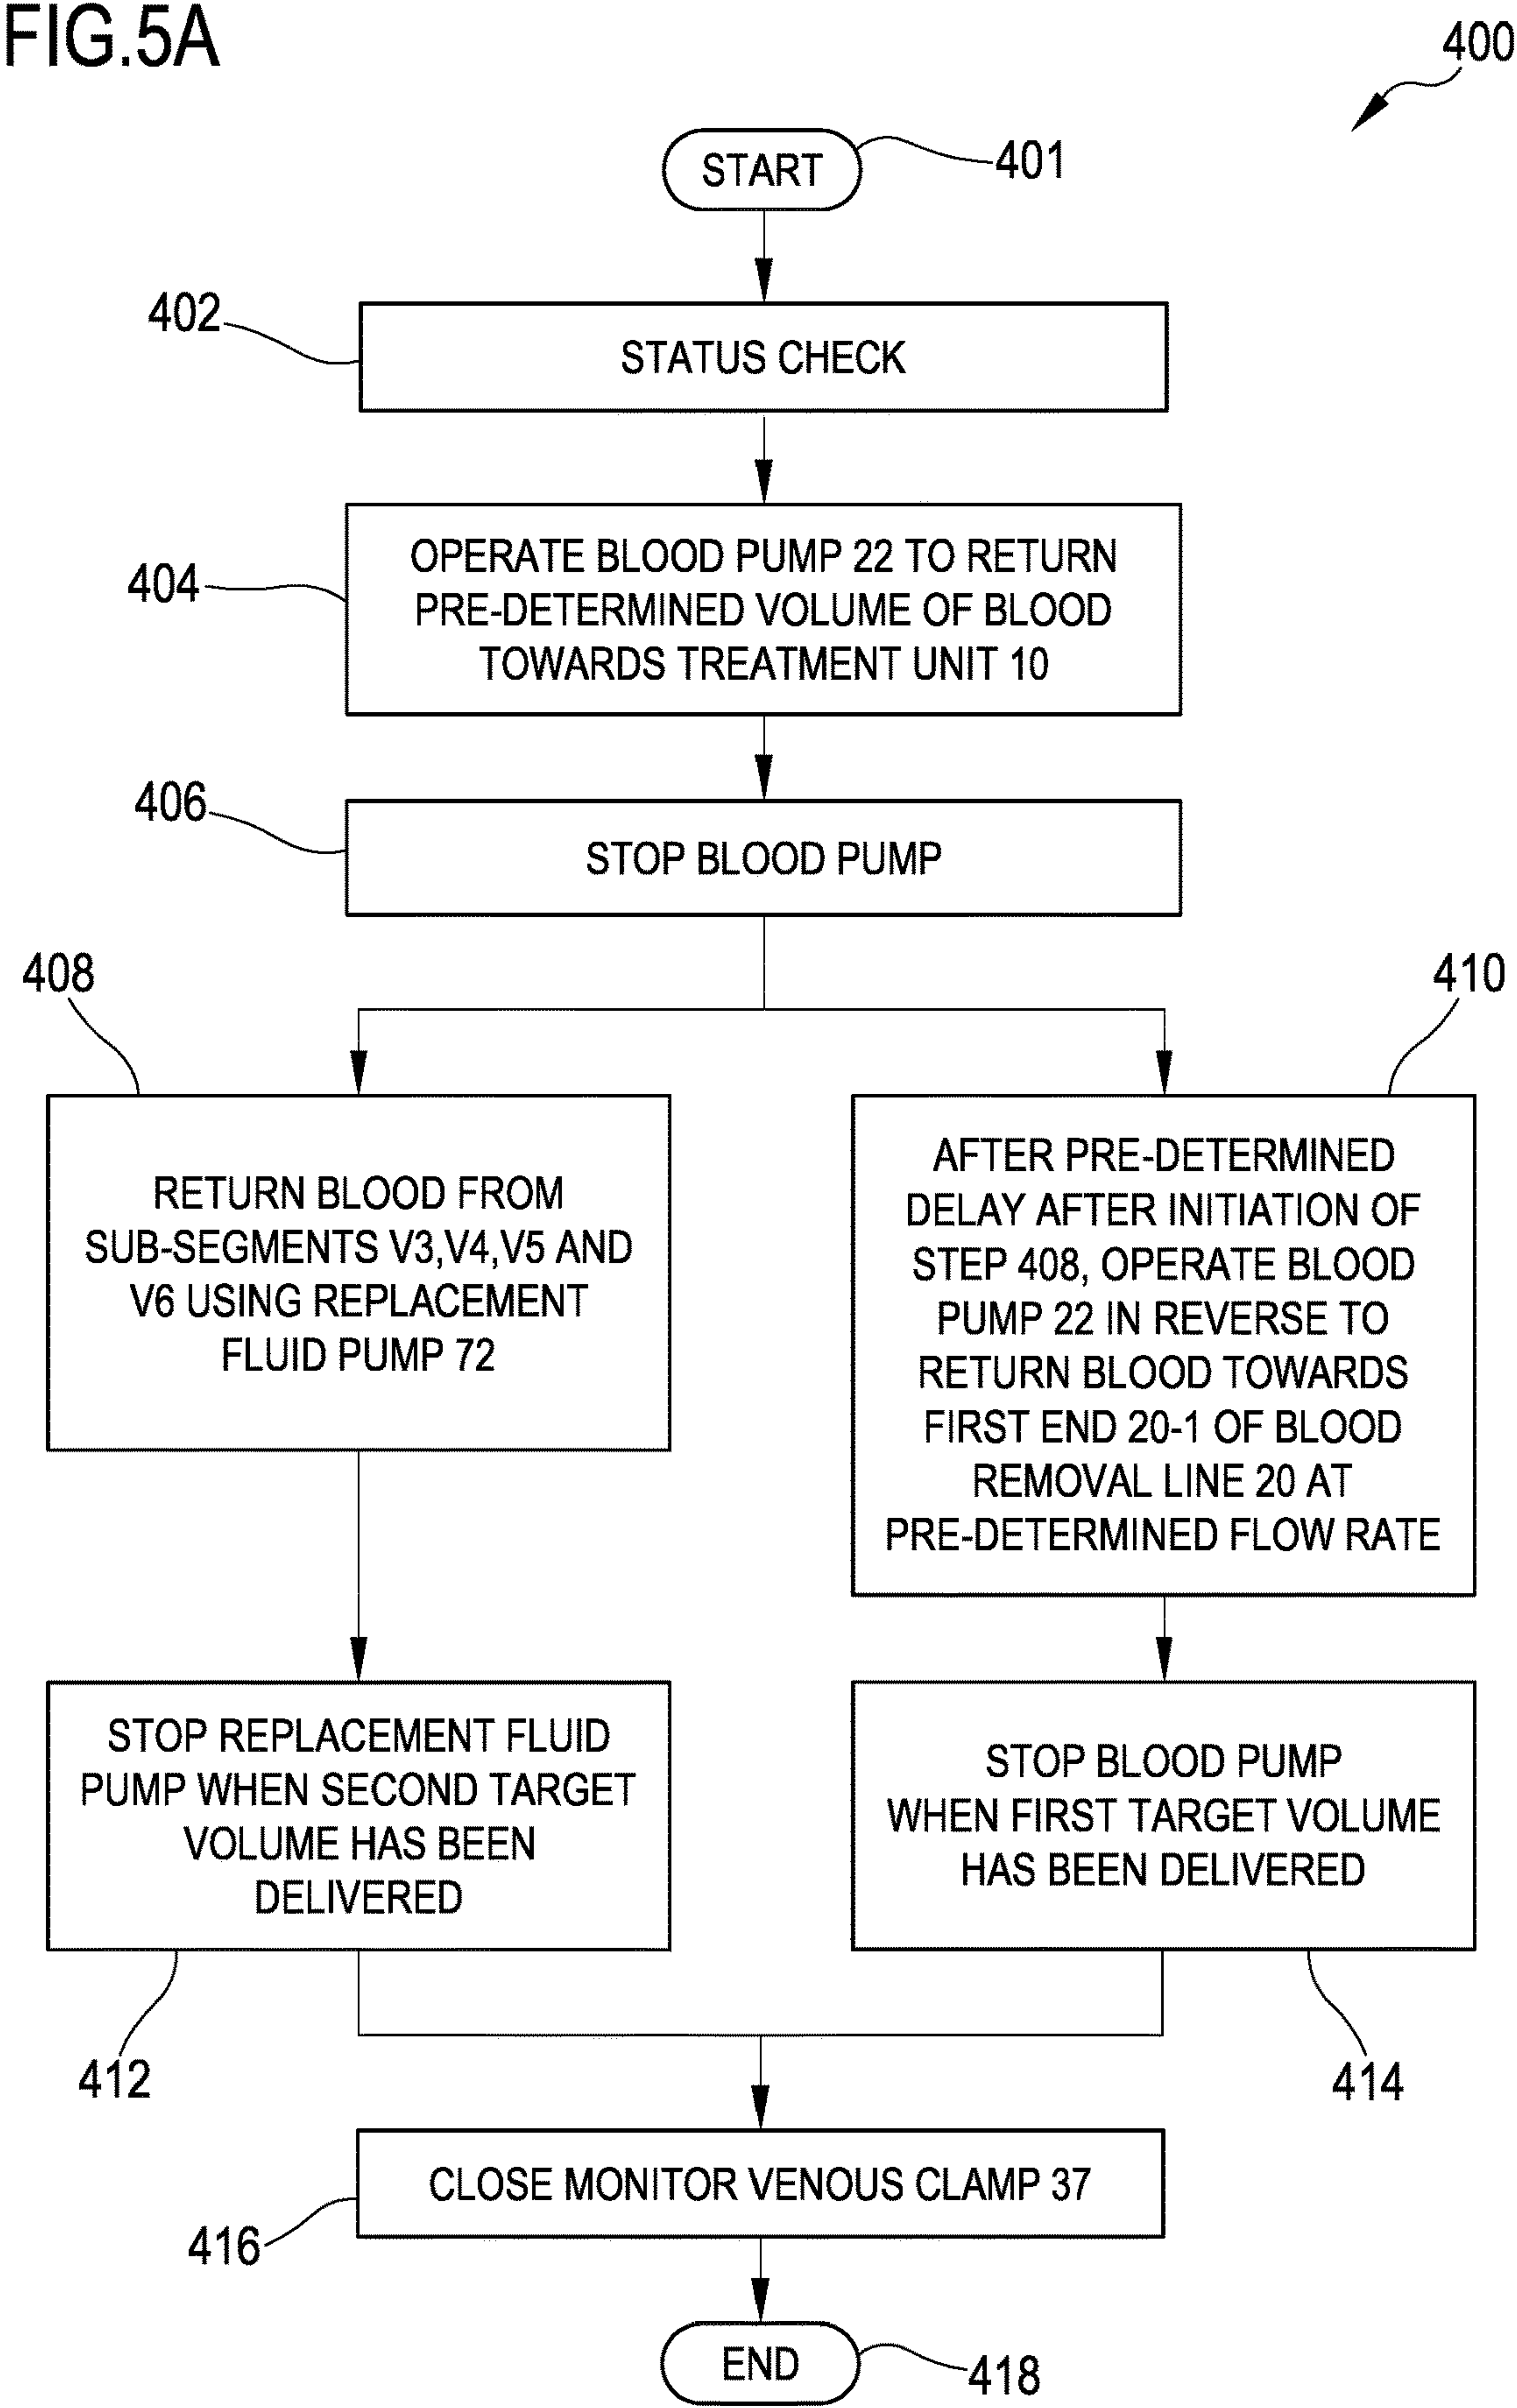 FIG.5A
400
START
401
402
STATUS CHECK
404
OPERATE BLOOD PUMP 22 TO RETURN
PRE-DETERMINED VOLUME OF BLOOD
TOWARDS TREATMENT UNIT 10
406
STOP BLOOD PUMP
408
RETURN BLOOD FROM
SUB-SEGMENTS V3,V4,V5 AND
V6 USING REPLACEMENT
FLUID PUMP 72
410
AFTER PRE-DETERMINED
DELAY AFTER INITIATION OF
STEP 408, OPERATE BLOOD
PUMP 22 IN REVERSE TO
RETURN BLOOD TOWARDS
FIRST END 20-1 OF BLOOD
REMOVAL LINE 20 AT
PRE-DETERMINED FLOW RATE
STOP REPLACEMENT FLUID
PUMP WHEN SECOND TARGET
VOLUME HAS BEEN
DELIVERED
412
STOP BLOOD PUMP
WHEN FIRST TARGET VOLUME
HAS BEEN DELIVERED
414
CLOSE MONITOR VENOUS CLAMP 37
416
END
418